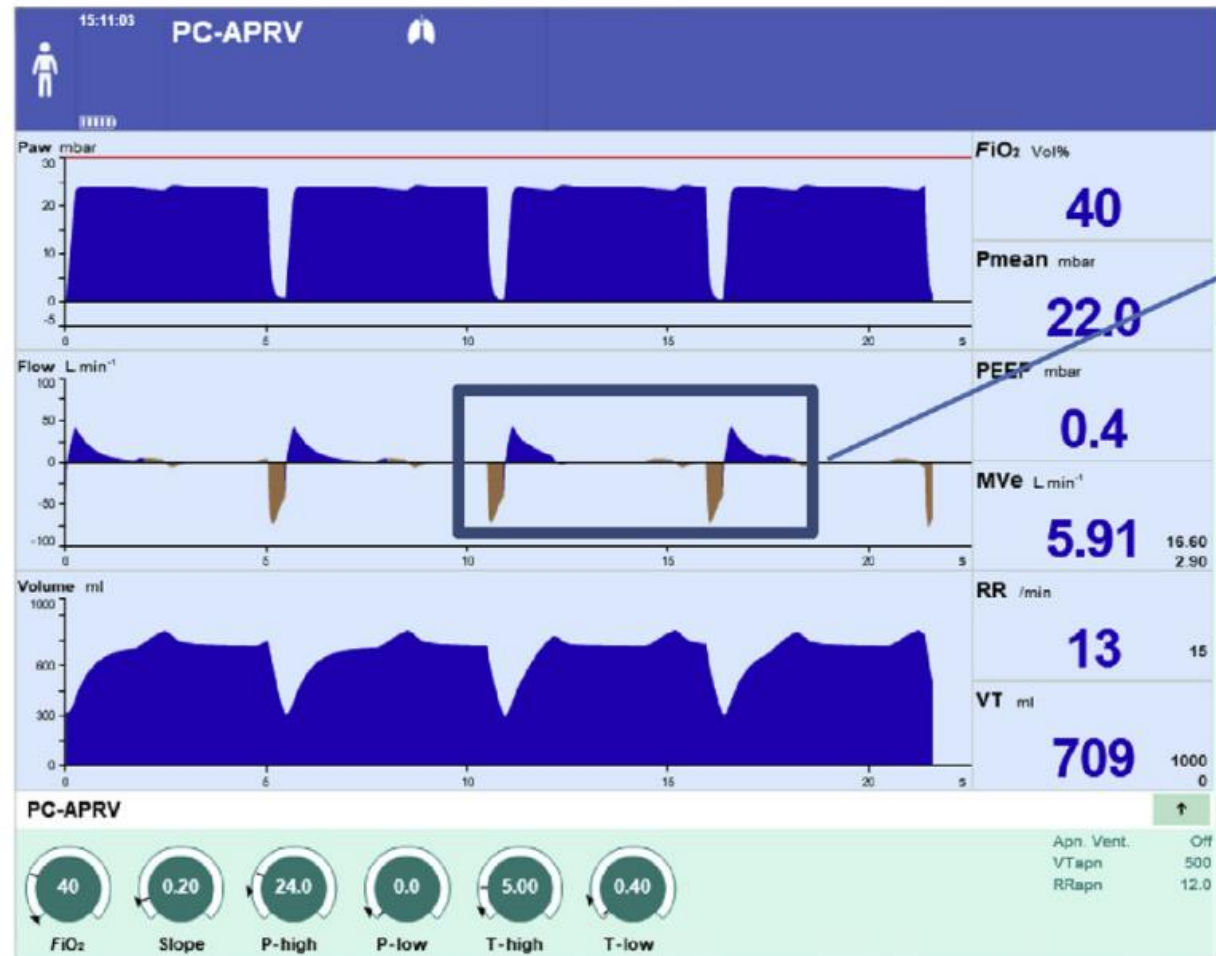 15:11:03
PC-APRV
Paw mbar
30
20
10
0
-5
0 5 10 15 20 s
Flow L min-1
100
50
0
-50
-100
0 5 10 15 20 s
Volume ml
1000
600
300
0
0 5 10 15 20 s
FiO2 Vol%
40
Pmean mbar
22.0
PEEP mbar
0.4
MVe L min-1
5.91
16.60
2.90
RR /min
13
15
VT ml
709
1000
0
PC-APRV
Apn. Vent. Off
VTapn 500
RRapn 12.0
40 0.20 24.0 0.0 5.00 0.40
FiO2 Slope P-high P-low T-high T-low